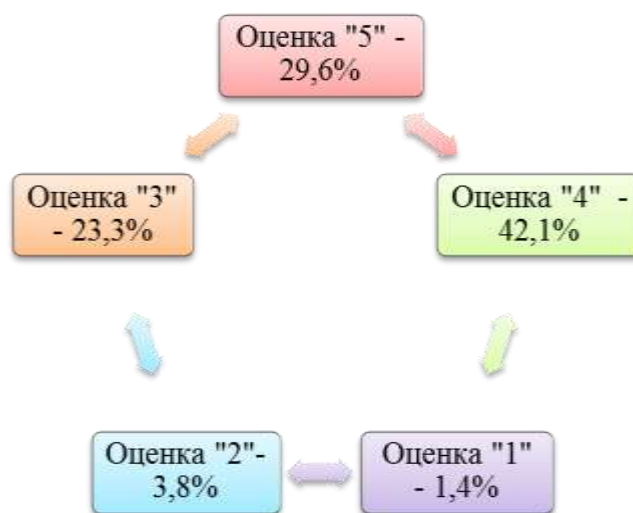 Оценка "5" -
29,6%
Оценка "3"
- 23,3%
Оценка "4" -
42,1%
Оценка "2"-
3,8%
Оценка "1"
- 1,4%